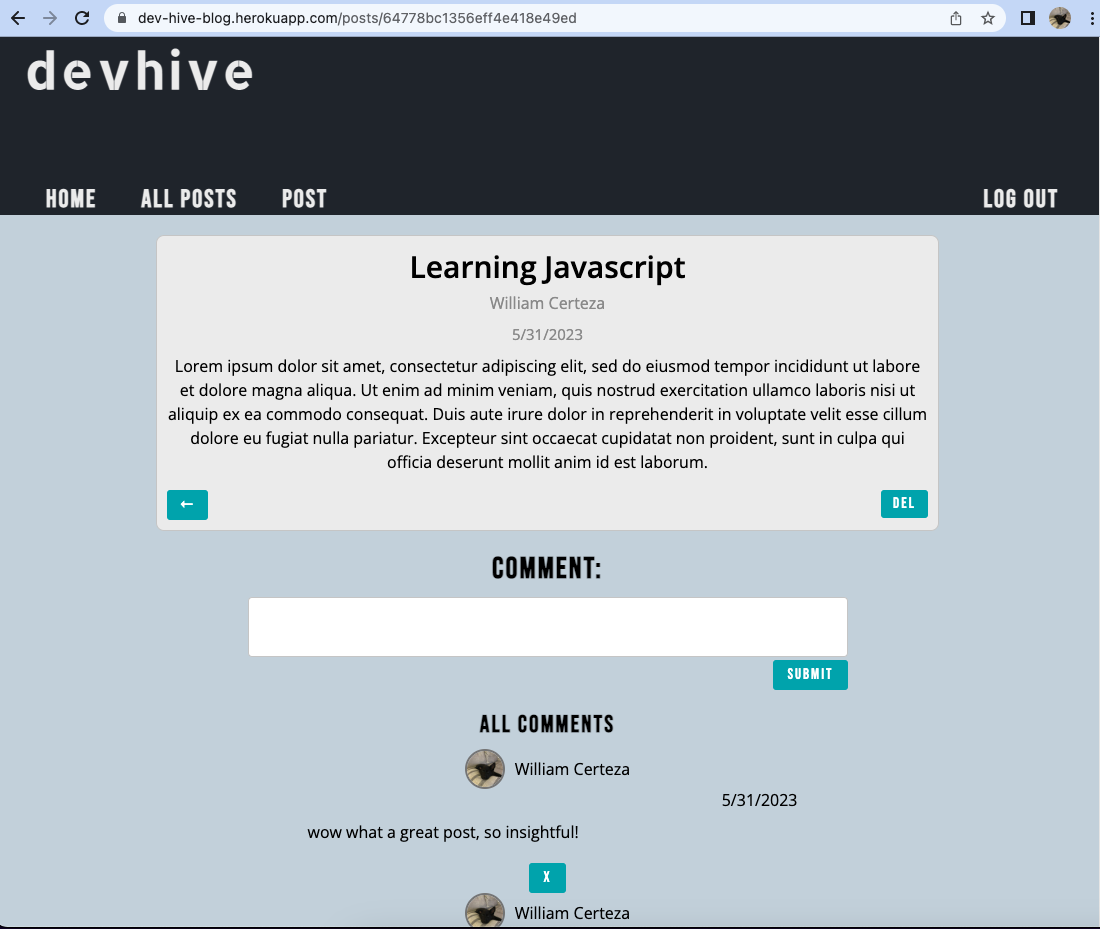 dev-hive-blog.herokuapp.com/posts/64778bc1356eff4e418e49ed
devhive
HOME ALL POSTS POST LOG OUT
Learning Javascript
William Certeza
5/31/2023
Lorem ipsum dolor sit amet, consectetur adipiscing elit, sed do eiusmod tempor incididunt ut labore
et dolore magna aliqua. Ut enim ad minim veniam, quis nostrud exercitation ullamco laboris nisi ut
aliquip ex ea commodo consequat. Duis aute irure dolor in reprehenderit in voluptate velit esse cillum
dolore eu fugiat nulla pariatur. Excepteur sint occaecat cupidatat non proident, sunt in culpa qui
officia deserunt mollit anim id est laborum.
← DEL
COMMENT:
SUBMIT
ALL COMMENTS
William Certeza
5/31/2023
wow what a great post, so insightful!
X
William Certeza